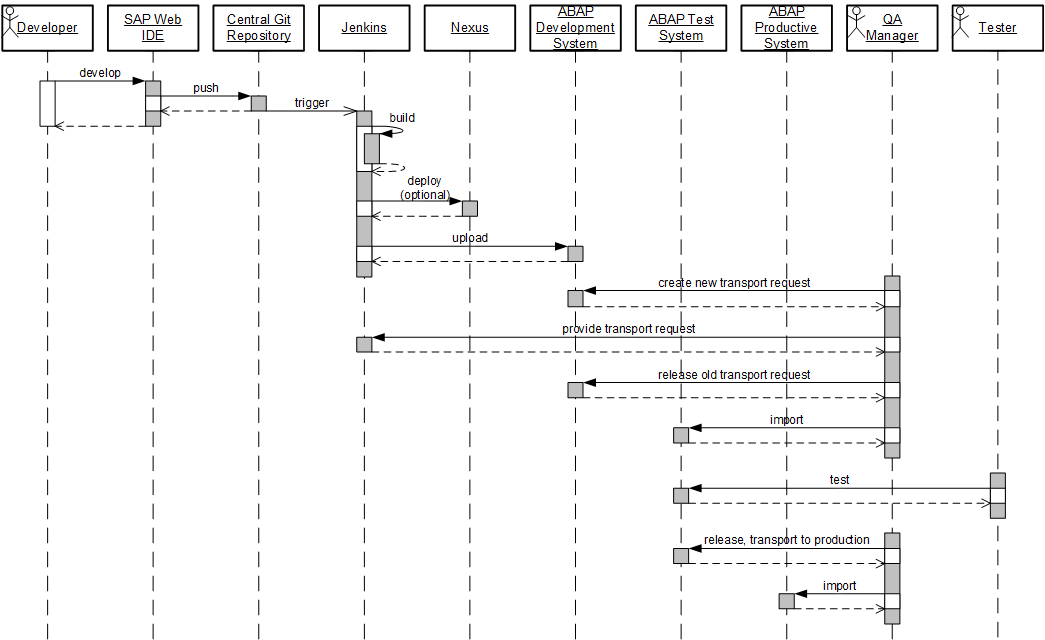 Developer
SAP Web
IDE
Central Git
Repository
Jenkins
Nexus
ABAP
Development
System
ABAP Test
System
ABAP
Productive
System
QA
Manager
Tester
develop
push
trigger
build
deploy
(optional)
upload
create new transport request
provide transport request
release old transport request
import
test
release, transport to production
import